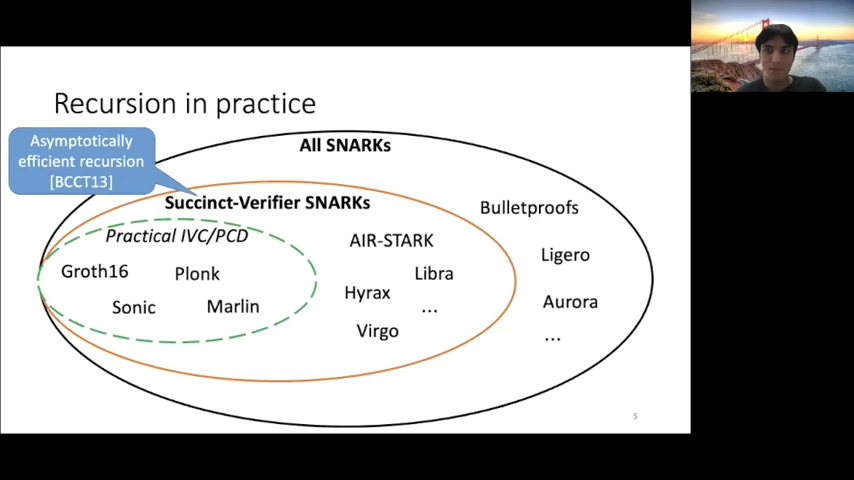 Recursion in practice
Asymptotically
efficient recursion
[BCCT13]
All SNARKs
Succinct-Verifier SNARKs
Practical IVC/PCD
Groth16
Plonk
Sonic
Marlin
AIR-STARK
Libra
Hyrax
...
Virgo
Bulletproofs
Ligero
Aurora
...
5